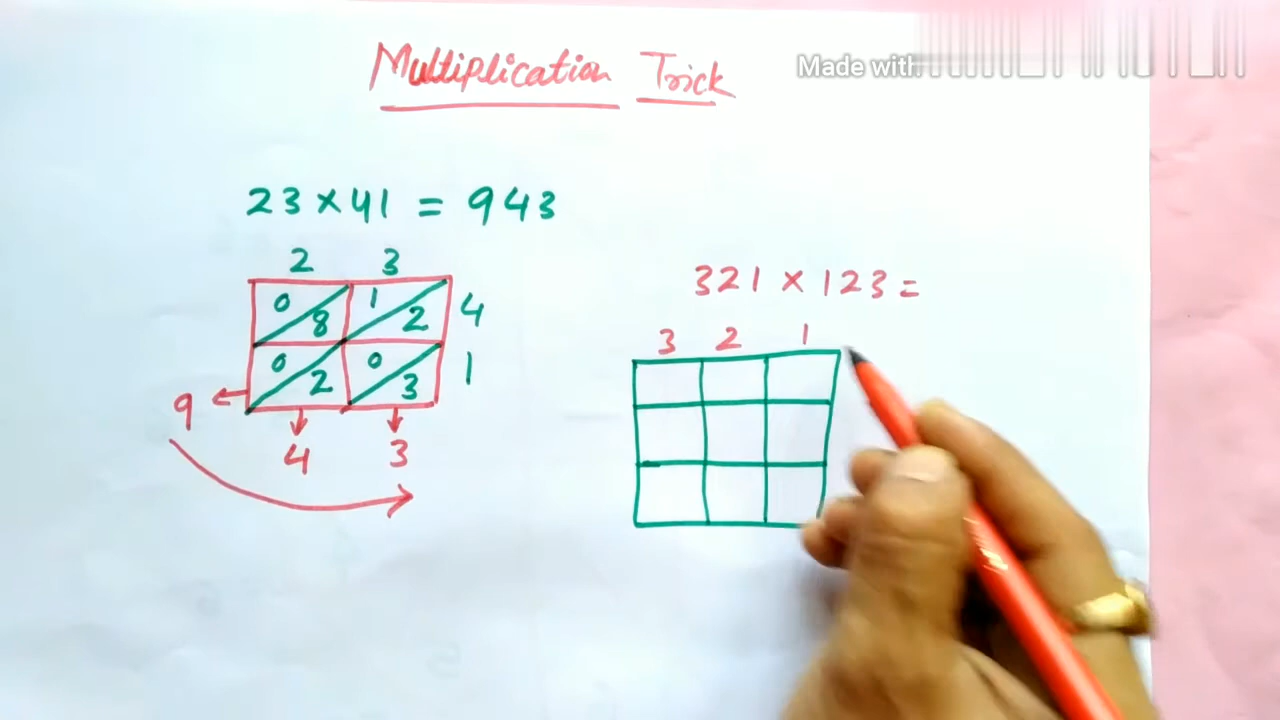 Multiplication Trick
Made with
23 × 41 = 943
2 3
0 8 1 2 4
0 2 0 3 1
9
4 3
321 × 123 =
3 2 1